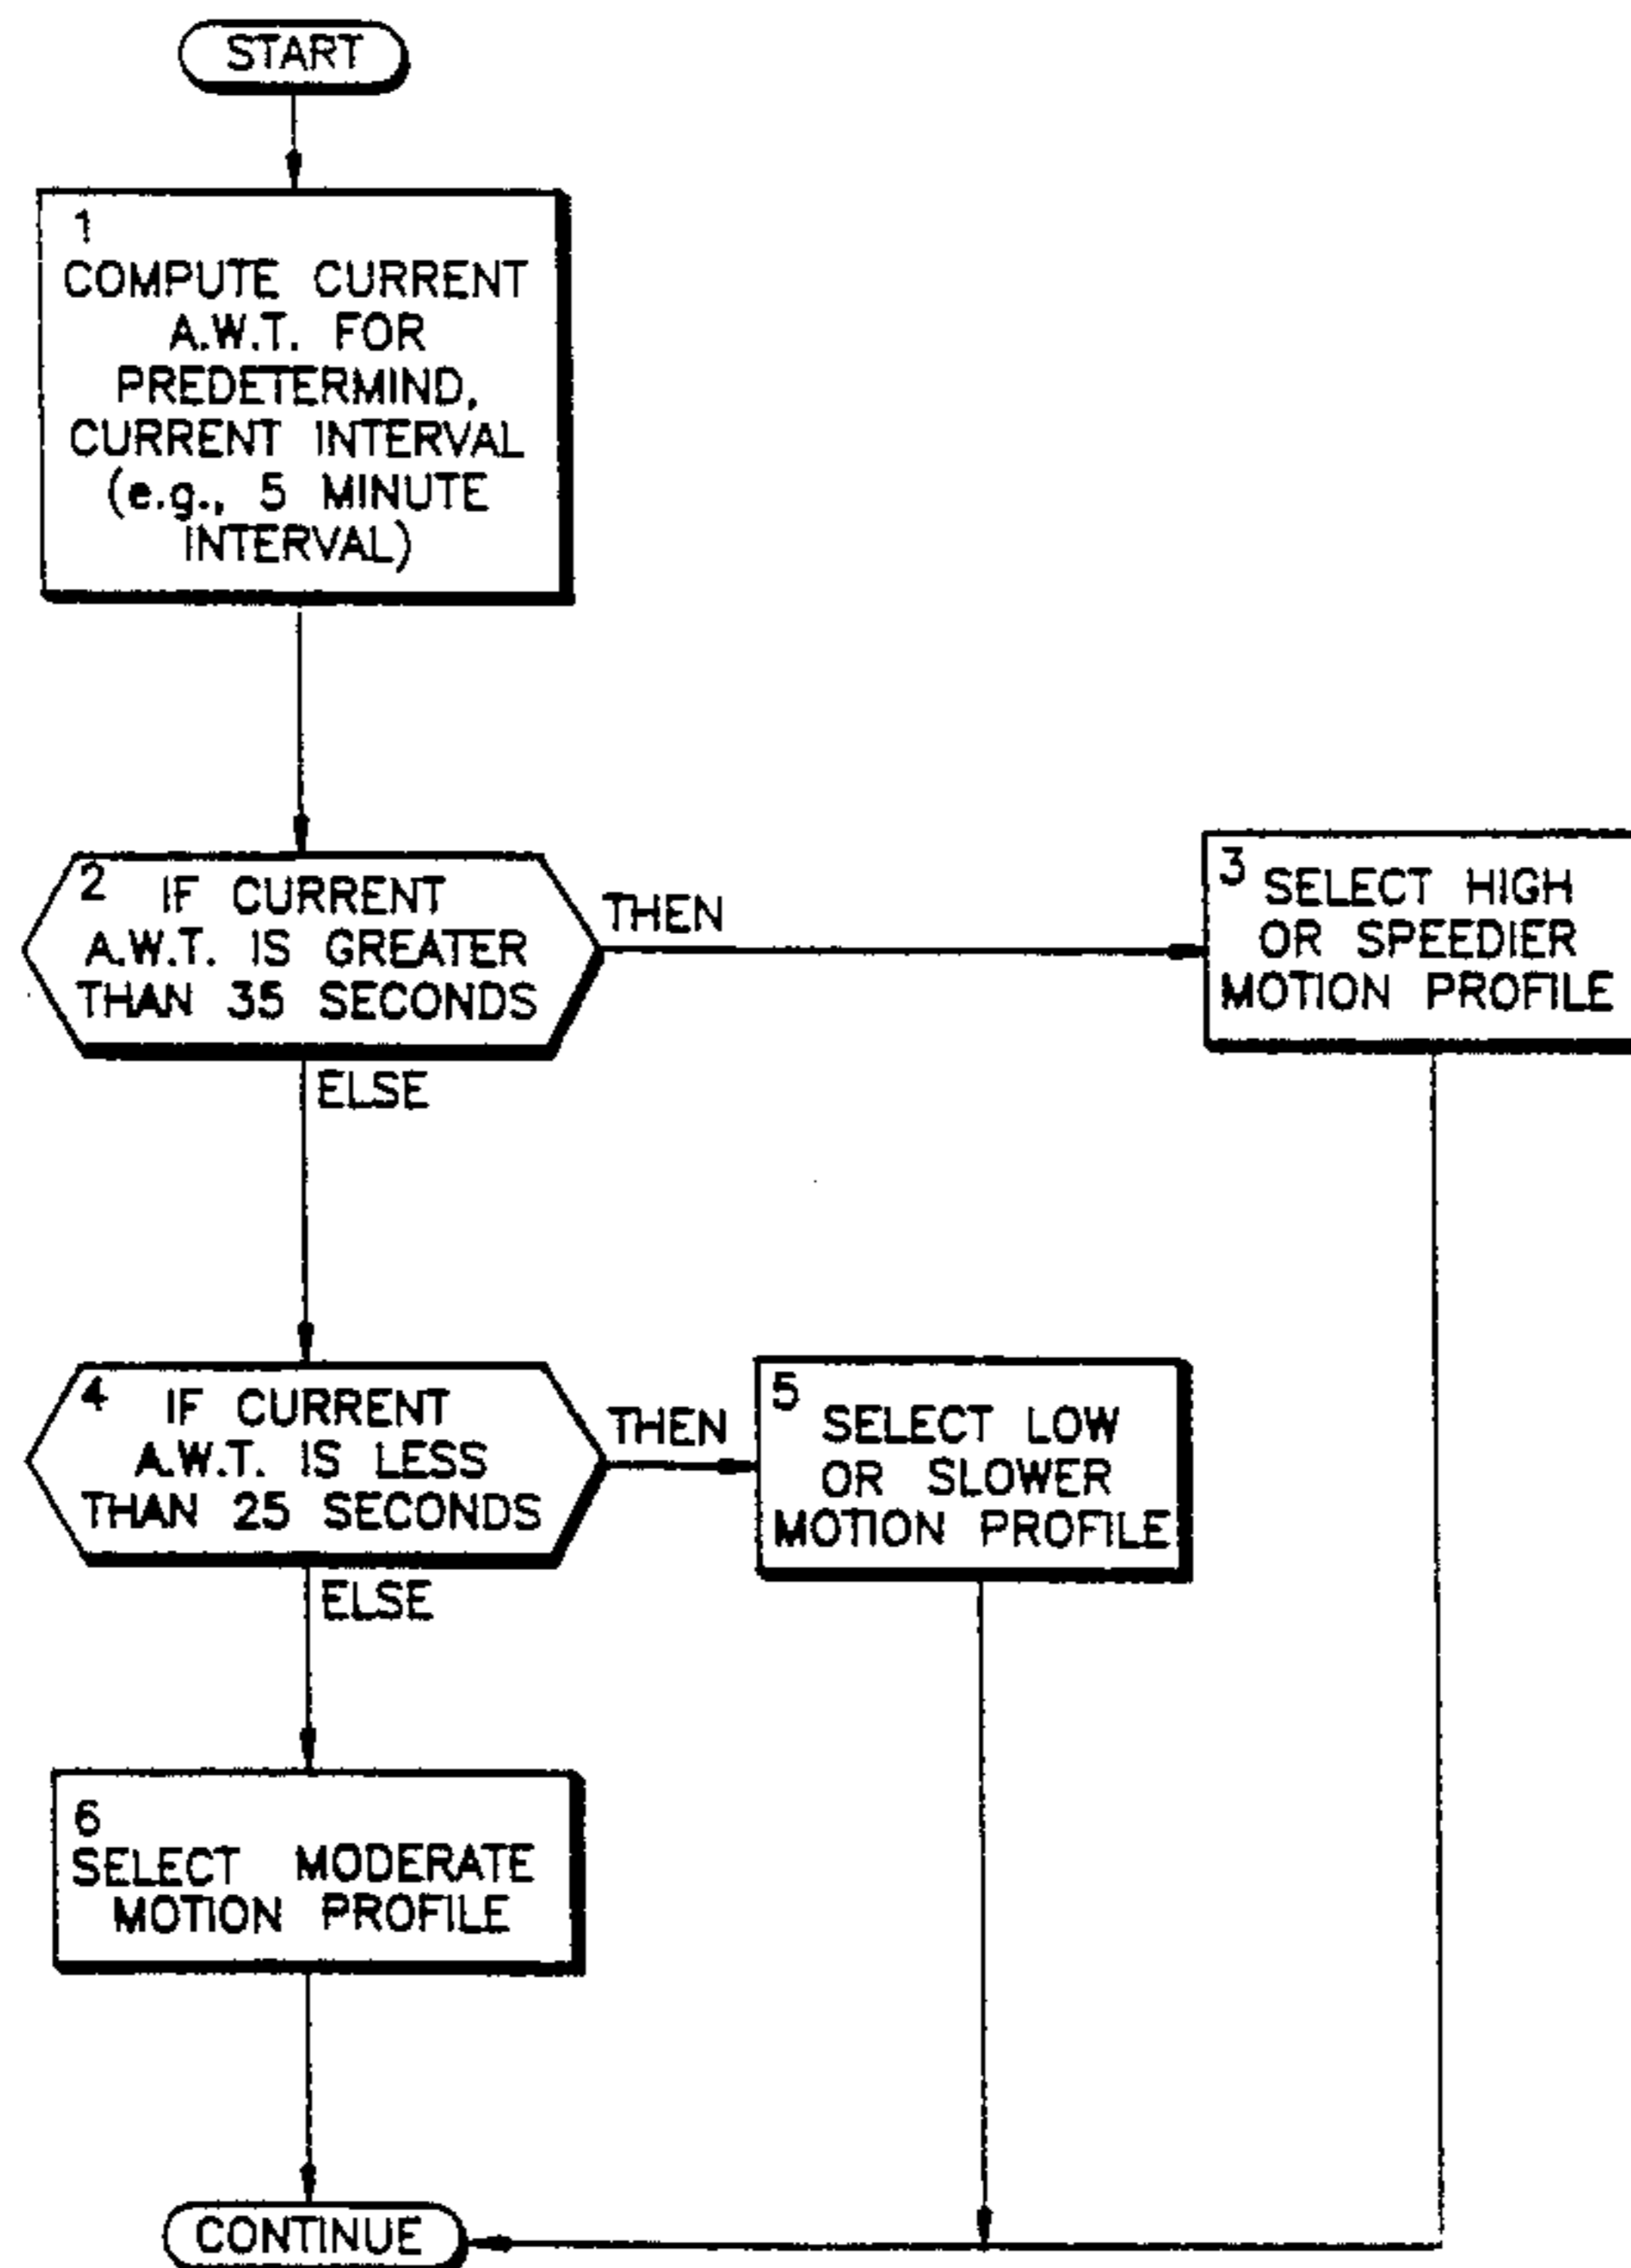 START
1
COMPUTE CURRENT
A.W.T. FOR
PREDETERMIND,
CURRENT INTERVAL
(e.g., 5 MINUTE
INTERVAL)
2 IF CURRENT
A.W.T. IS GREATER
THAN 35 SECONDS
THEN
3 SELECT HIGH
OR SPEEDIER
MOTION PROFILE
ELSE
4 IF CURRENT
A.W.T. IS LESS
THAN 25 SECONDS
THEN
5
SELECT LOW
OR SLOWER
MOTION PROFILE
ELSE
6
SELECT MODERATE
MOTION PROFILE
CONTINUE